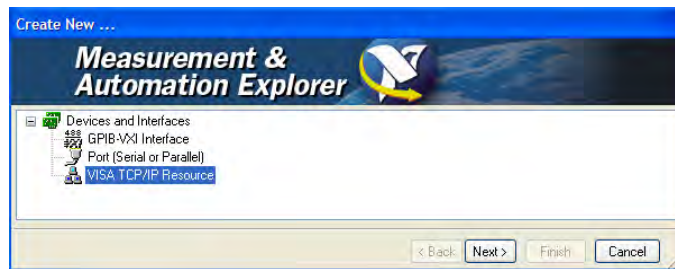 Create New ...
Measurement &
Automation Explorer
Devices and Interfaces
GPIB-VXI Interface
Port (Serial or Parallel)
VISA TCP/IP Resource
< Back Next > Finish Cancel